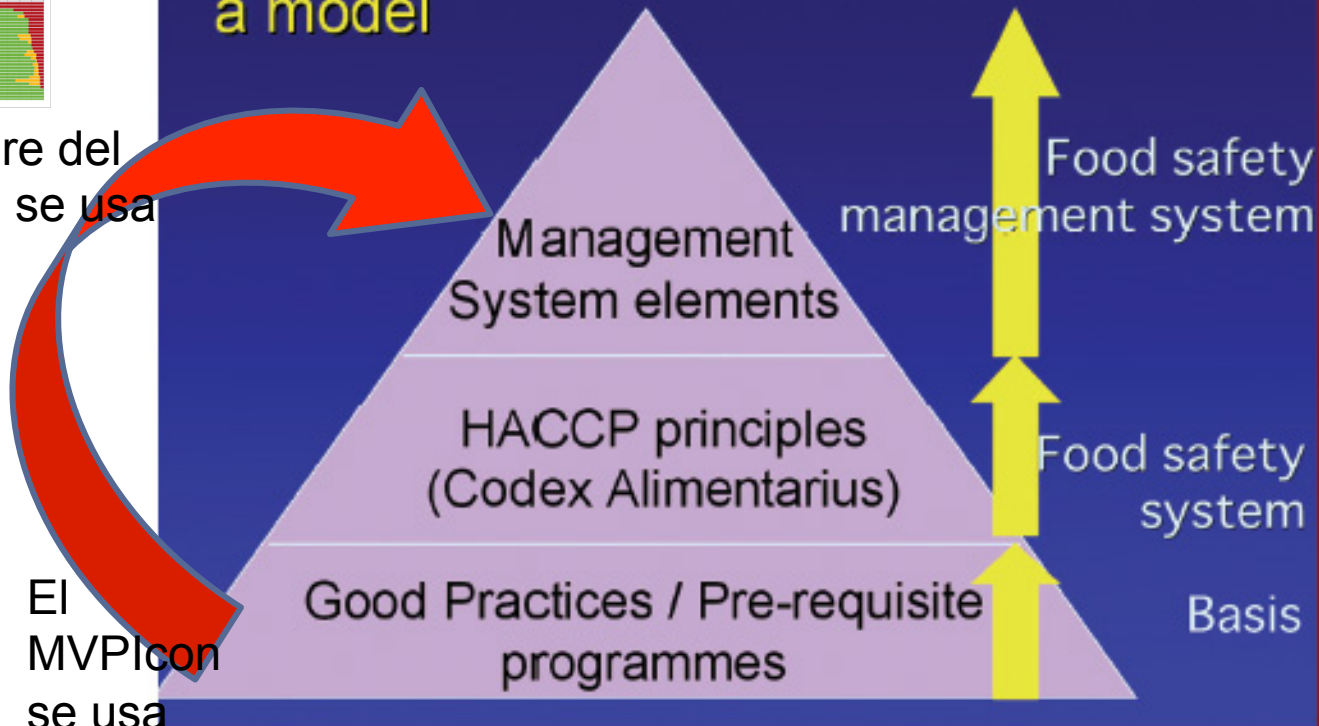 a model
re del
se usa
Food safety
management system
Management
System elements
HACCP principles
(Codex Alimentarius)
Food safety
system
Good Practices / Pre-requisite
programmes
Basis
El
MVPIcon
se usa